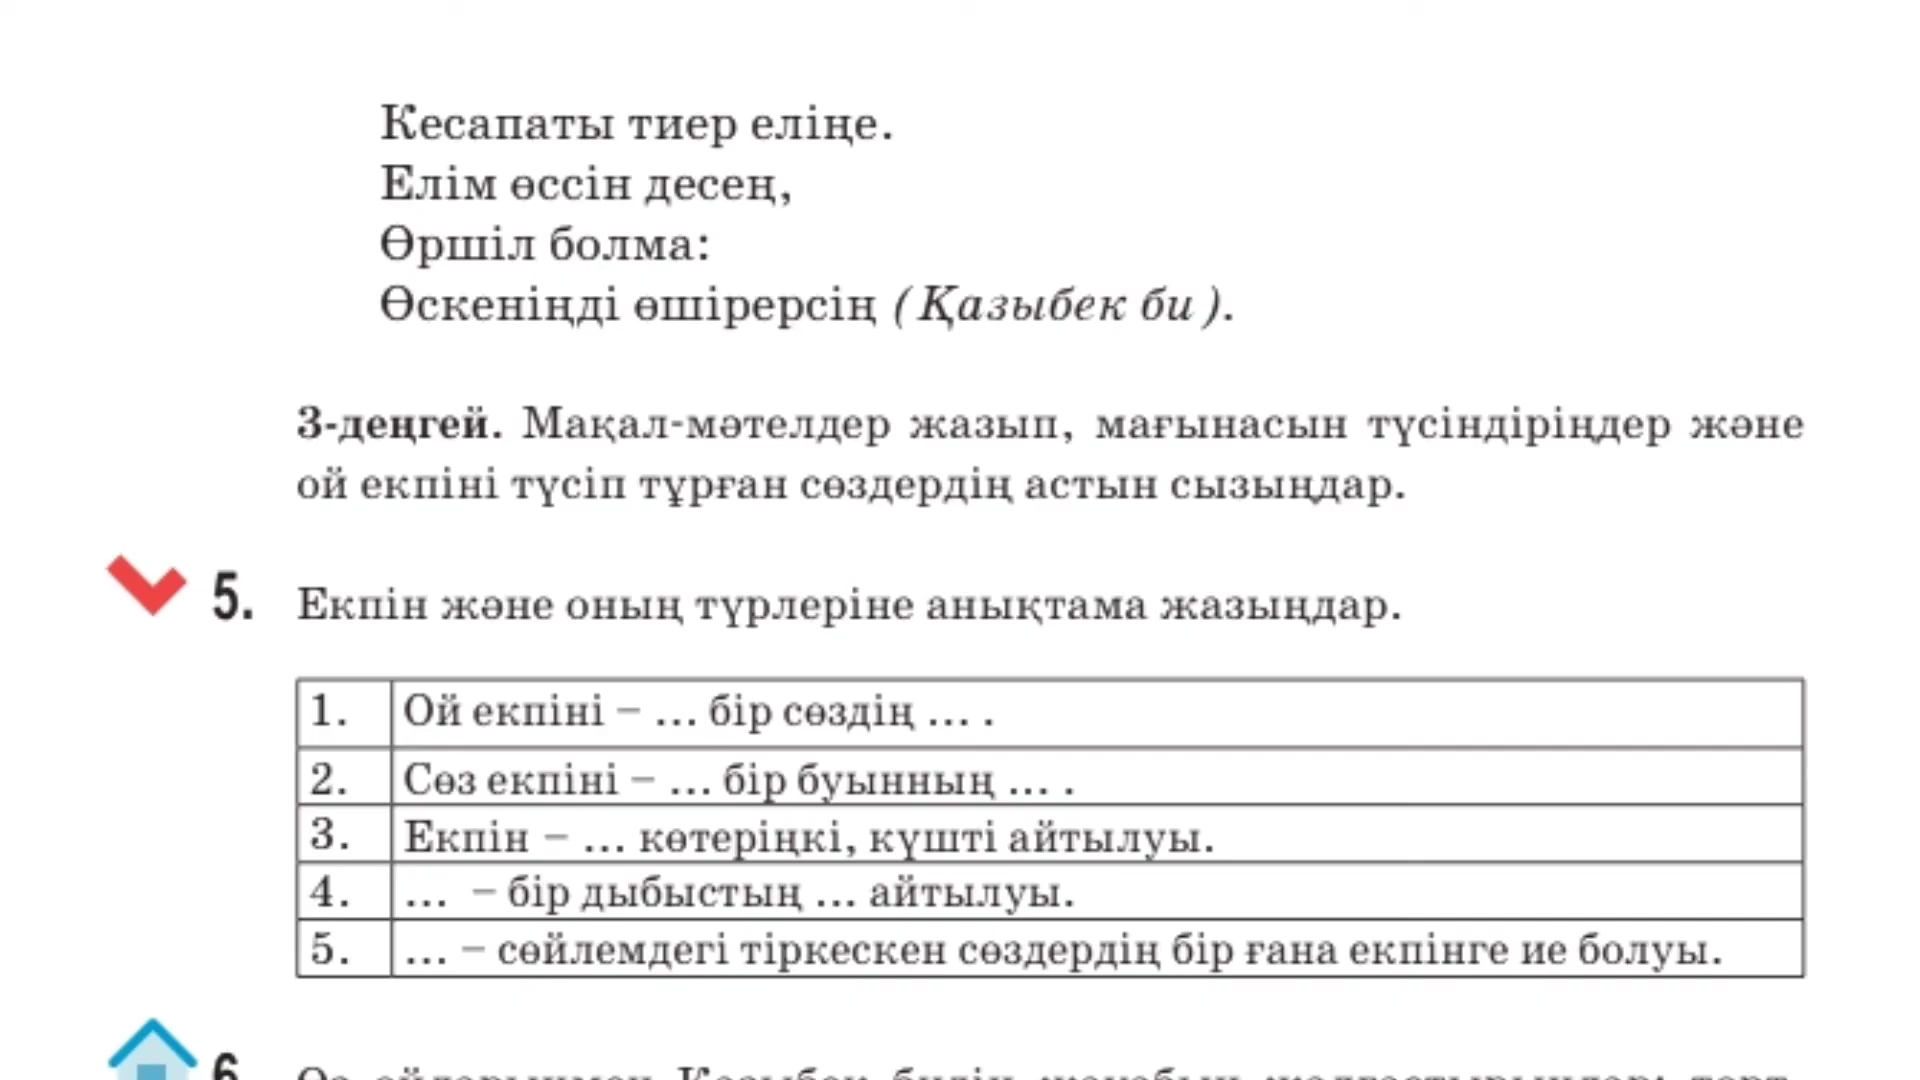 Кесапаты тиер еліңе.
Елім өссін десең,
Өршіл болма:
Өскеніңді өшірерсің (Қазыбек би).
3-деңгей. Мақал-мәтелдер жазып, мағынасын түсіндіріңдер және
ой екпіні түсіп тұрған сөздердің астын сызыңдар.
5. Екпін және оның түрлеріне анықтама жазыңдар.
1. Ой екпіні – ... бір сөздің ... .
2. Сөз екпіні – ... бір буынның ... .
3. Екпін – ... көтеріңкі, күшті айтылуы.
4. ... – бір дыбыстың ... айтылуы.
5. ... – сөйлемдегі тіркескен сөздердің бір ғана екпінге ие болуы.
6